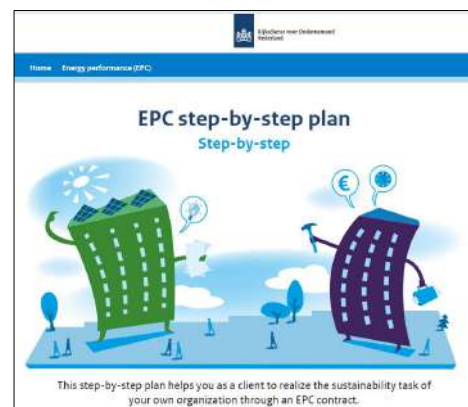 Rijksdienst voor Ondernemend
Nederland
Home Energy performance (EPC)
EPC step-by-step plan
Step-by-step
€
This step-by-step plan helps you as a client to realize the sustainability task of
your own organization through an EPC contract.